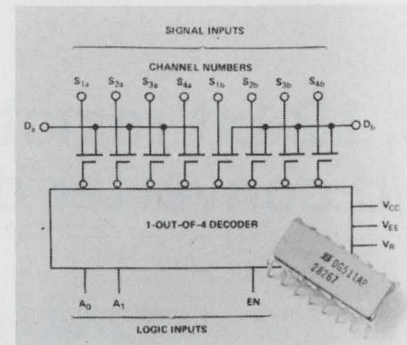 SIGNAL INPUTS
CHANNEL NUMBERS
S1a S2a S3a S4a S1b S2b S3b S4b
Da Db
1-OUT-OF-4 DECODER
VCC
VEE
VR
DG511AP
28267
A0 A1 EN
LOGIC INPUTS